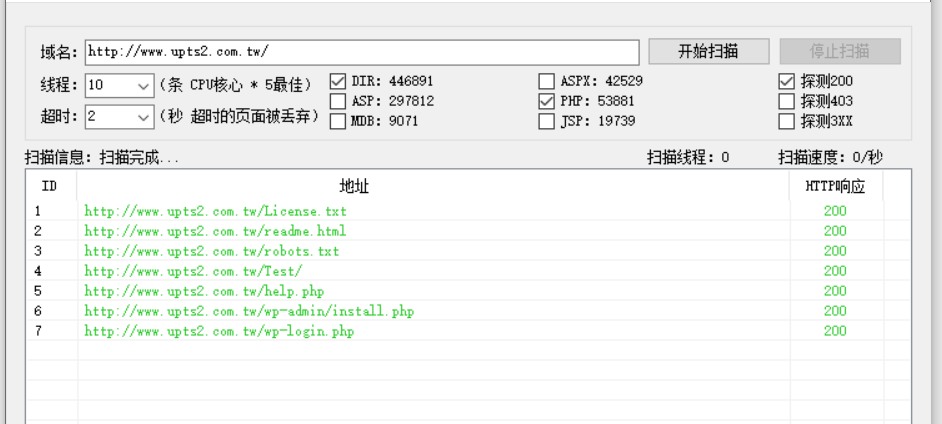 域名: http://www.upts2.com.tw/ 开始扫描 停止扫描
线程: 10 (条 CPU核心 * 5最佳) DIR: 446891 ASPX: 42529 探测200
ASP: 297812 PHP: 53881 探测403
超时: 2 (秒 超时的页面被丢弃) MDB: 9071 JSP: 19739 探测3XX
扫描信息: 扫描完成... 扫描线程: 0 扫描速度: 0/秒
ID 地址 HTTP响应
1 http://www.upts2.com.tw/License.txt 200
2 http://www.upts2.com.tw/readme.html 200
3 http://www.upts2.com.tw/robots.txt 200
4 http://www.upts2.com.tw/Test/ 200
5 http://www.upts2.com.tw/help.php 200
6 http://www.upts2.com.tw/wp-admin/install.php 200
7 http://www.upts2.com.tw/wp-login.php 200